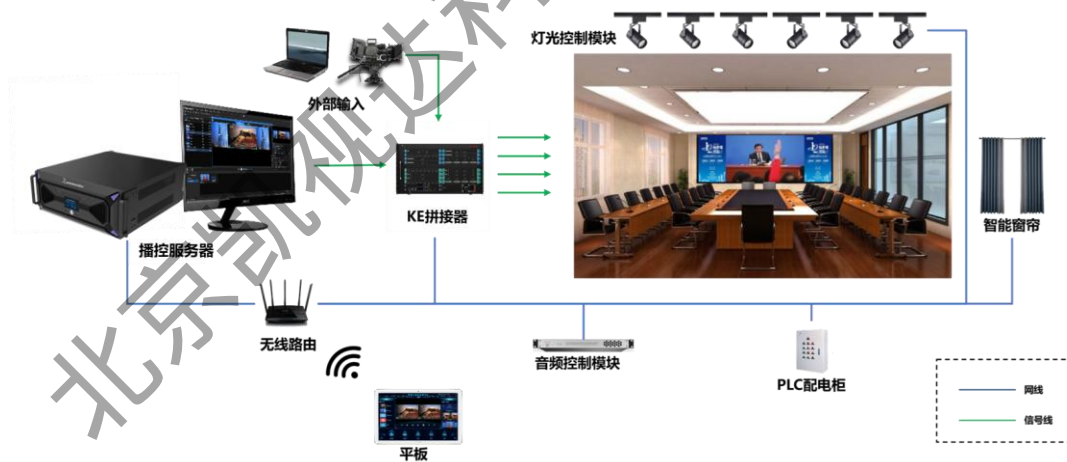 灯光控制模块
外部输入
KE拼接器
智能窗帘
播控服务器
无线路由
音频控制模块
PLC配电柜
平板
网线
信号线
北京凯视达科